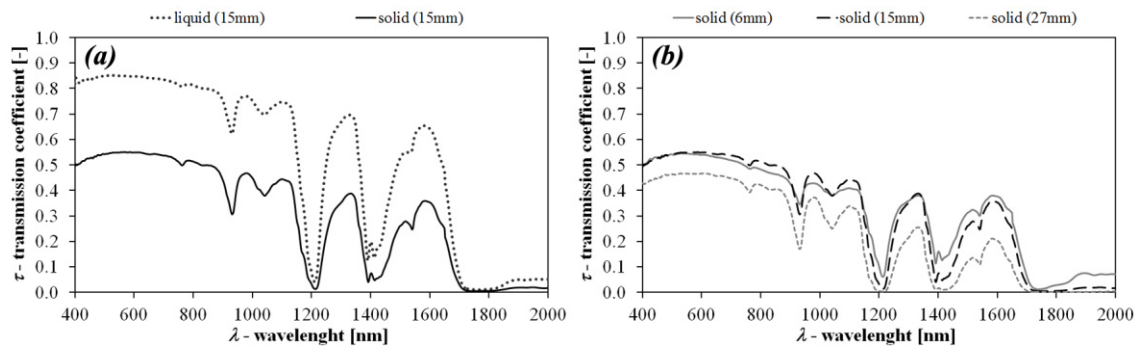 liquid (15mm) solid (15mm)
solid (6mm) solid (15mm) solid (27mm)
(a)
τ - transmission coefficient [-]
1.0
0.9
0.8
0.7
0.6
0.5
0.4
0.3
0.2
0.1
0.0
400 600 800 1000 1200 1400 1600 1800 2000
λ - wavelenght [nm]
(b)
τ - transmission coefficient [-]
1.0
0.9
0.8
0.7
0.6
0.5
0.4
0.3
0.2
0.1
0.0
400 600 800 1000 1200 1400 1600 1800 2000
λ - wavelenght [nm]